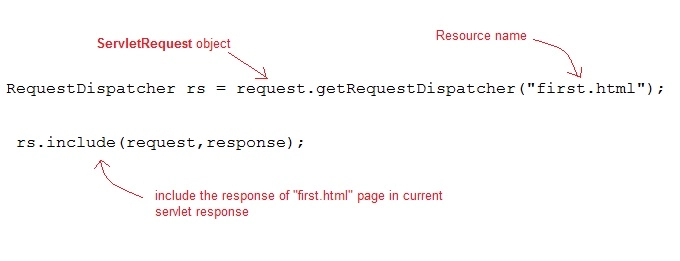 Resource name
ServletRequest object
RequestDispatcher rs = request.getRequestDispatcher("first.html");
rs.include(request,response);
include the response of "first.html" page in current
servlet response